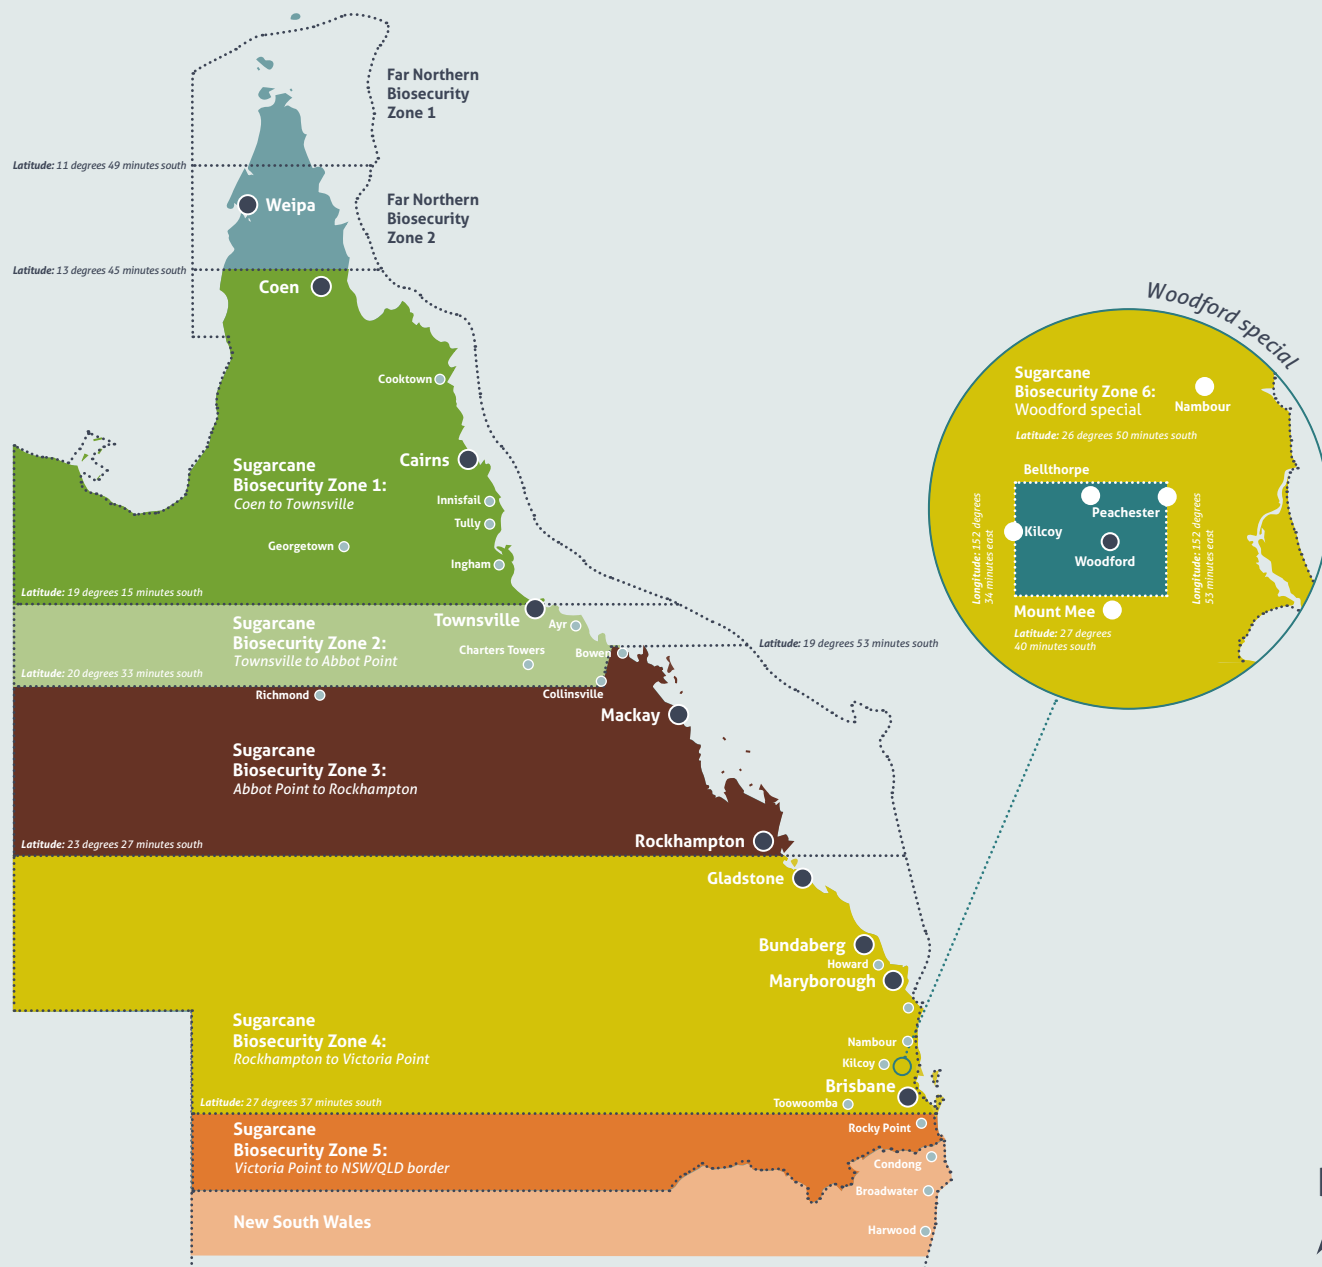 Far Northern
Biosecurity
Zone 1
Latitude: 11 degrees 49 minutes south
Weipa
Far Northern
Biosecurity
Zone 2
Latitude: 13 degrees 45 minutes south
Coen
Cooktown
Cairns
Sugarcane
Biosecurity Zone 1:
Coen to Townsville
Innisfail
Tully
Georgetown
Ingham
Latitude: 19 degrees 15 minutes south
Sugarcane
Biosecurity Zone 2:
Townsville to Abbot Point
Townsville
Ayr
Charters Towers
Bowen
Latitude: 19 degrees 53 minutes south
Latitude: 20 degrees 33 minutes south
Richmond
Collinsville
Mackay
Sugarcane
Biosecurity Zone 3:
Abbot Point to Rockhampton
Rockhampton
Latitude: 23 degrees 27 minutes south
Gladstone
Bundaberg
Howard
Maryborough
Sugarcane
Biosecurity Zone 4:
Rockhampton to Victoria Point
Nambour
Kilcoy
Brisbane
Toowoomba
Latitude: 27 degrees 37 minutes south
Sugarcane
Biosecurity Zone 5:
Victoria Point to NSW/QLD border
Rocky Point
Condong
Broadwater
New South Wales
Harwood
Woodford special
Sugarcane
Biosecurity Zone 6:
Woodford special
Nambour
Latitude: 26 degrees 50 minutes south
Bellthorpe
Peachester
Kilcoy
Woodford
Longitude: 152 degrees
34 minutes east
Longitude: 152 degrees
53 minutes east
Mount Mee
Latitude: 27 degrees
40 minutes south